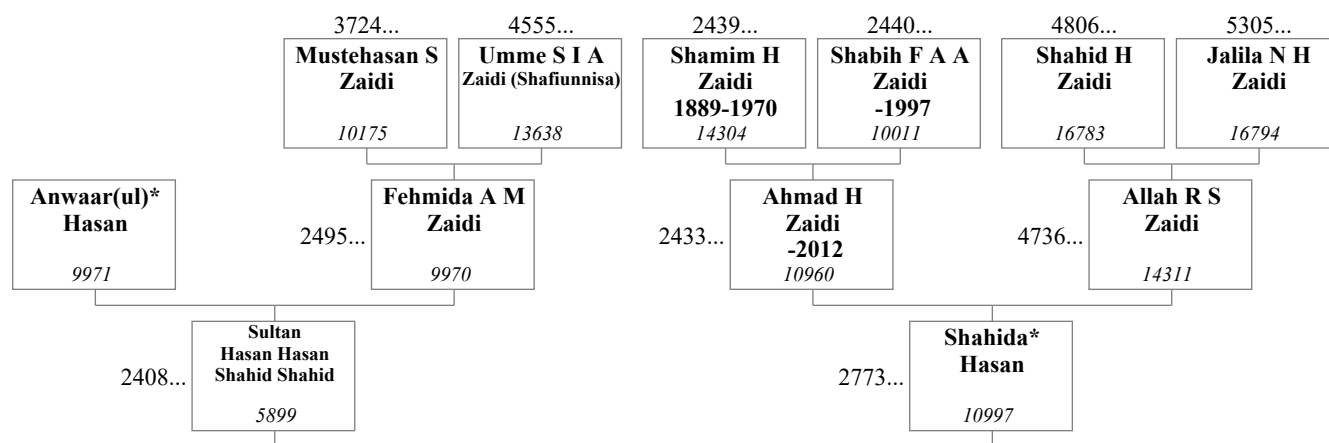 3724...
4555...
2439...
2440...
4806...
5305...
Mustehasan S
Zaidi
10175
Umme S I A
Zaidi (Shafiunnisa)
13638
Shamim H
Zaidi
1889-1970
14304
Shabih F A A
Zaidi
-1997
10011
Shahid H
Zaidi
16783
Jalila N H
Zaidi
16794
Anwaar(ul)*
Hasan
9971
2495...
Fehmida A M
Zaidi
9970
2433...
Ahmad H
Zaidi
-2012
10960
4736...
Allah R S
Zaidi
14311
2408...
Sultan
Hasan Hasan
Shahid Shahid
5899
2773...
Shahida*
Hasan
10997